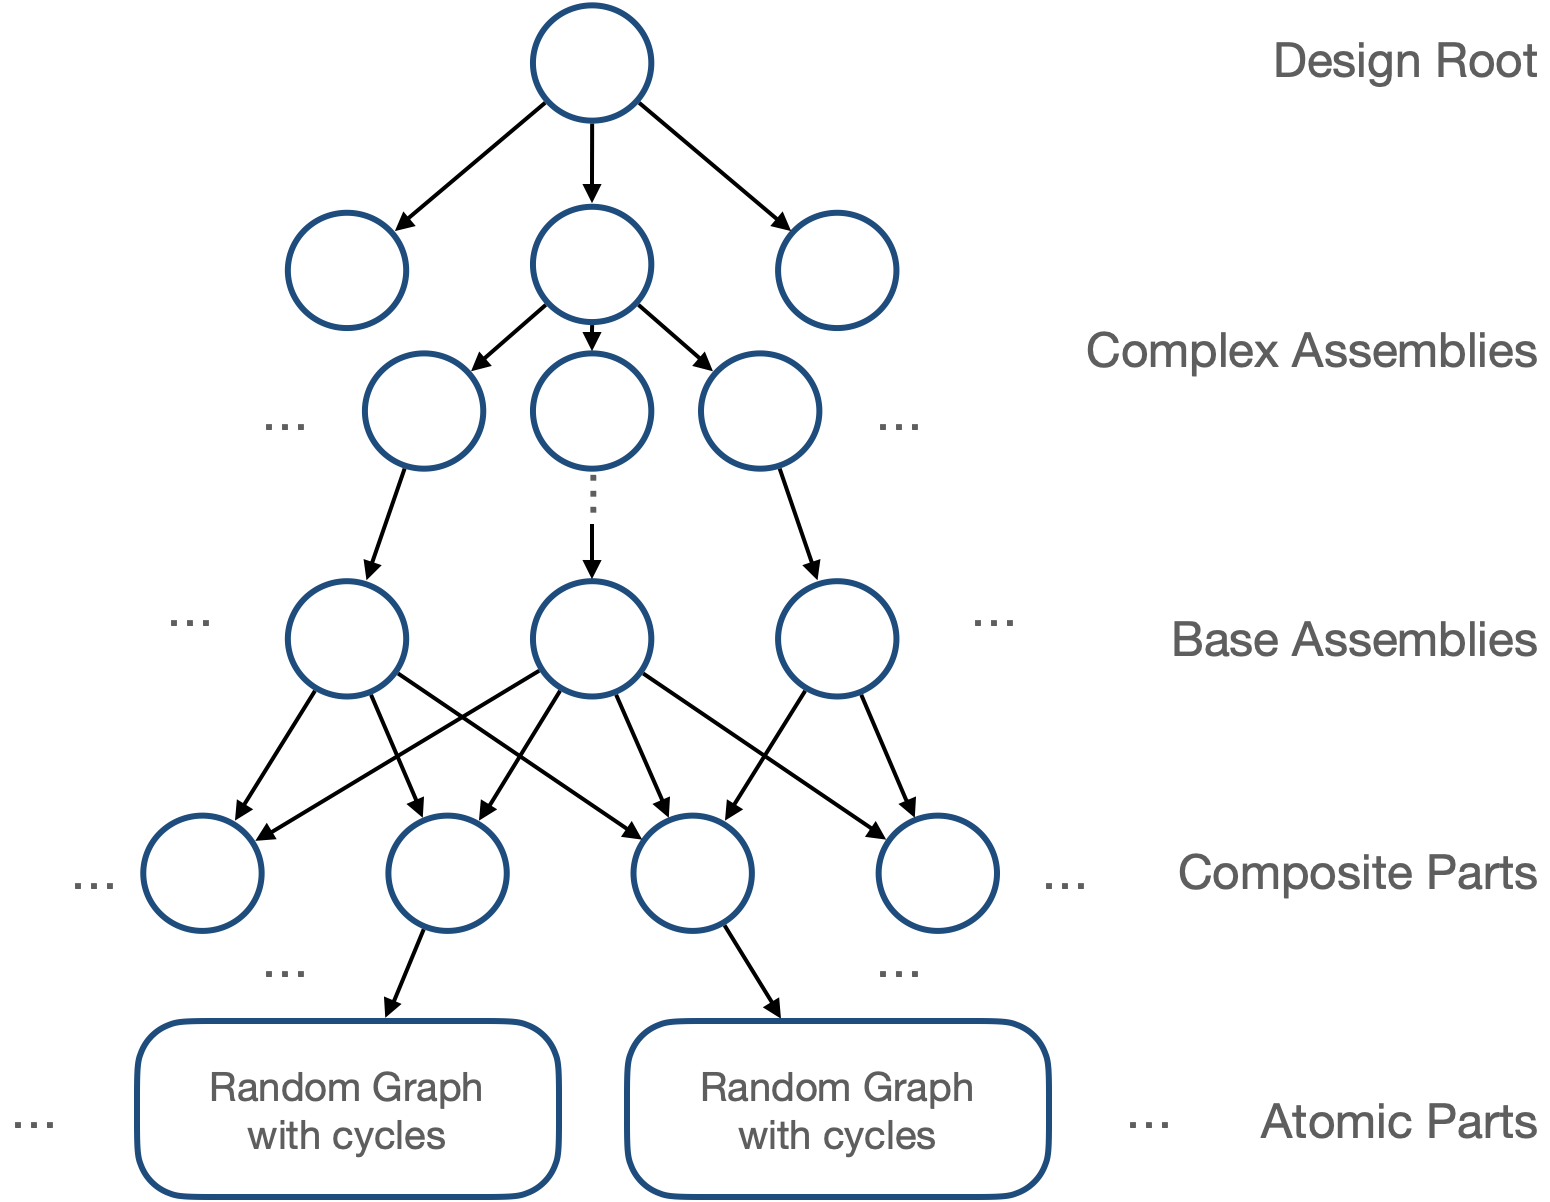 Design Root
Complex Assemblies
...
...
...
...
...
Base Assemblies
...
...
Composite Parts
...
...
Random Graph
with cycles
Random Graph
with cycles
...
...
Atomic Parts